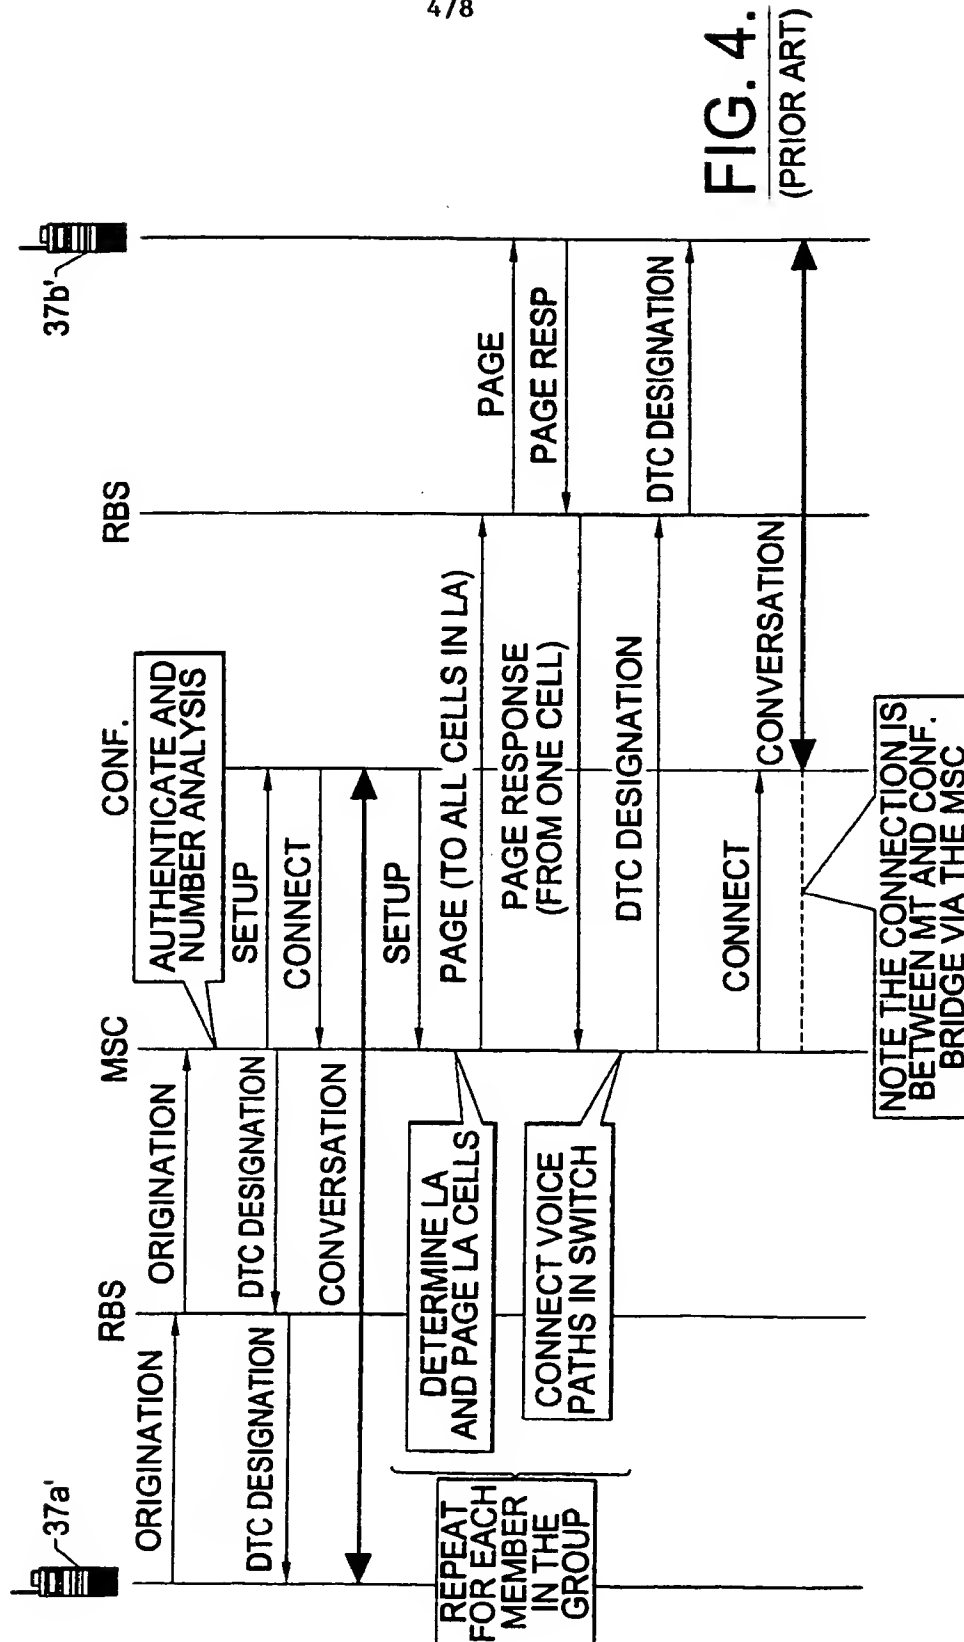 4/8
37a'
RBS
MSC
CONF.
RBS
37b'
ORIGINATION
ORIGINATION
AUTHENTICATE AND
NUMBER ANALYSIS
SETUP
DTC DESIGNATION
DTC DESIGNATION
CONNECT
CONVERSATION
SETUP
REPEAT
FOR EACH
MEMBER
IN THE
GROUP
DETERMINE LA
AND PAGE LA CELLS
PAGE (TO ALL CELLS IN LA)
PAGE
PAGE RESP
PAGE RESPONSE
(FROM ONE CELL)
CONNECT VOICE
PATHS IN SWITCH
DTC DESIGNATION
DTC DESIGNATION
CONNECT
CONVERSATION
NOTE THE CONNECTION IS
BETWEEN MT AND CONF.
BRIDGE VIA THE MSC
FIG. 4.
(PRIOR ART)